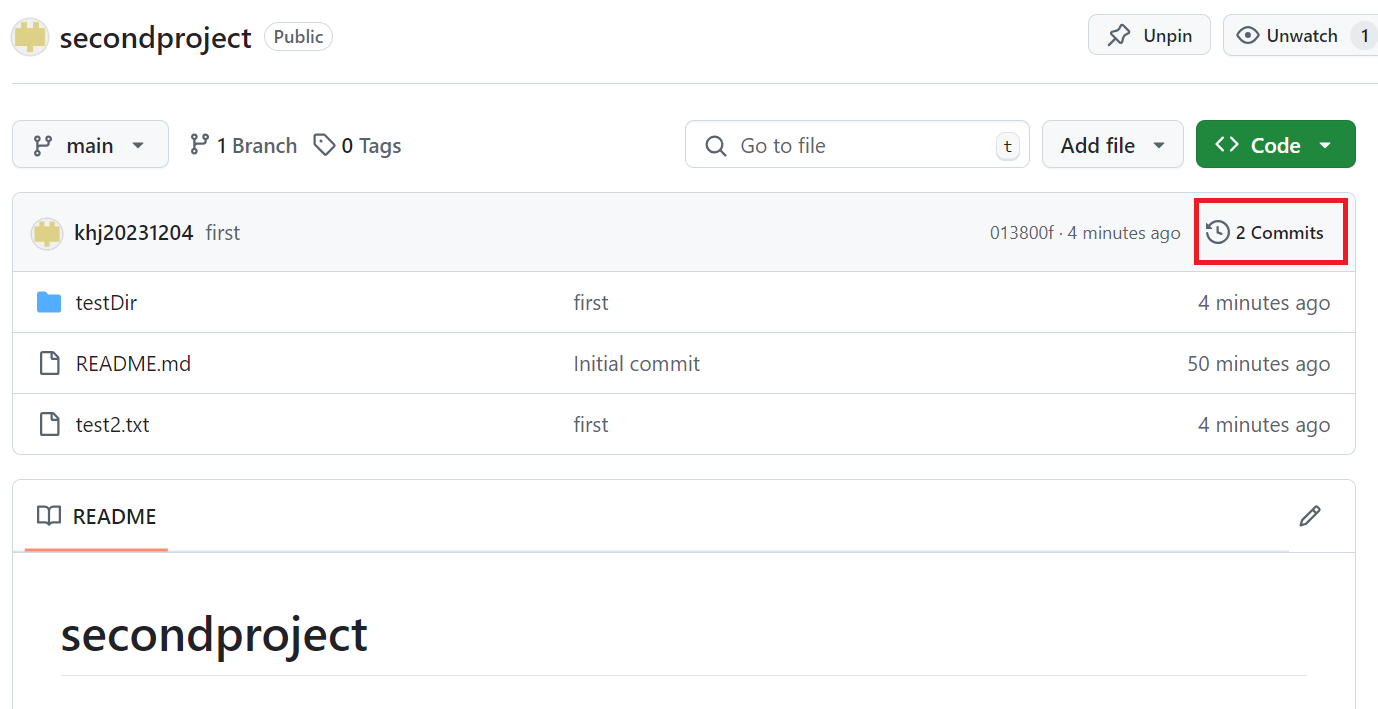 secondproject Public Unpin Unwatch 1
main 1 Branch 0 Tags Go to file t Add file Code
khj20231204 first 013800f · 4 minutes ago 2 Commits
testDir first 4 minutes ago
README.md Initial commit 50 minutes ago
test2.txt first 4 minutes ago
README
secondproject